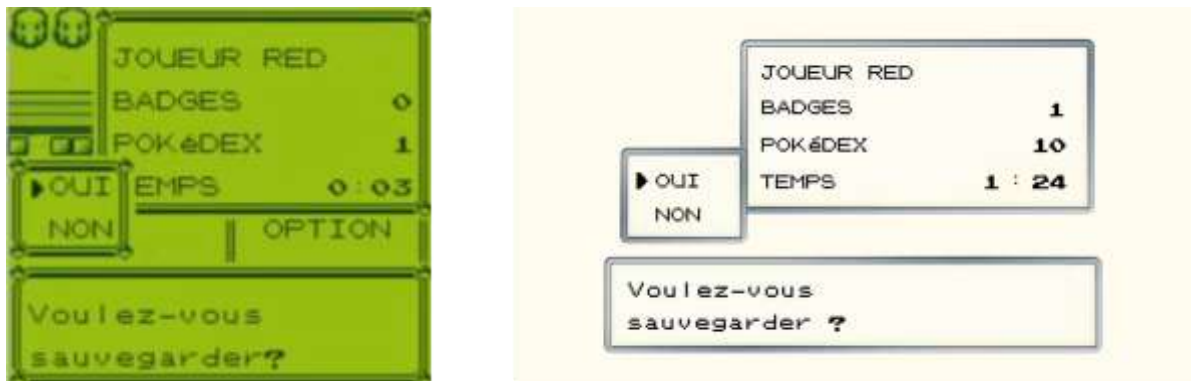 JOUEUR RED
BADGES 0
POKéDEX 1
OUI TEMPS 0:03
NON OPTION
Voulez-vous
sauvegarder?
JOUEUR RED
BADGES 1
POKéDEX 10
OUI TEMPS 1 : 24
NON
Voulez-vous
sauvegarder ?